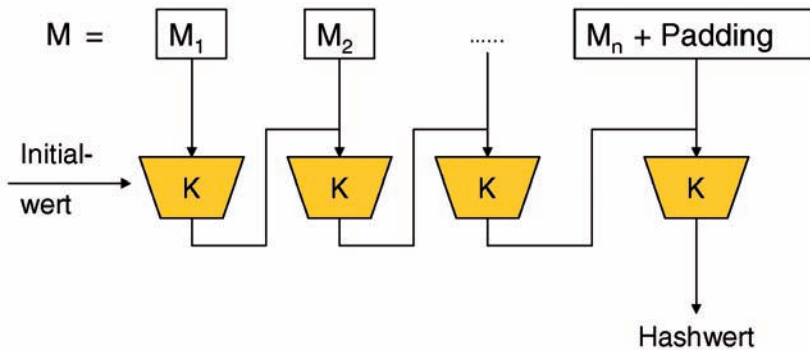 M = M₁ M₂ ...... Mₙ + Padding
Initial-
wert
K K K K
Hashwert